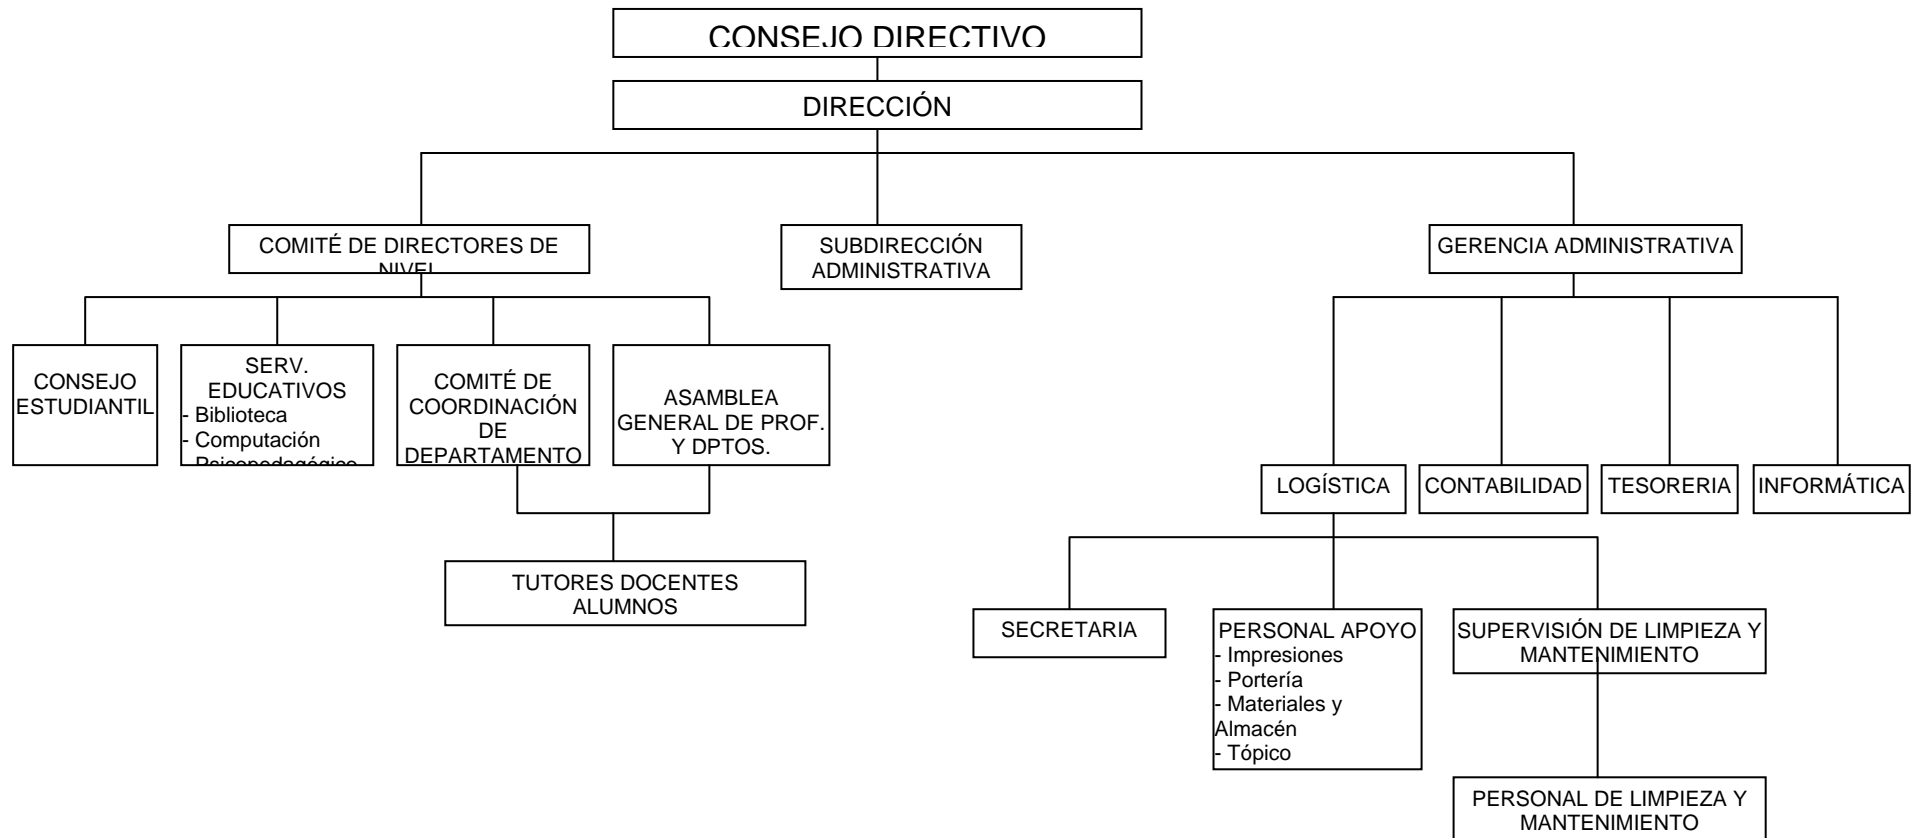 CONSEJO DIRECTIVO
DIRECCIÓN
COMITÉ DE DIRECTORES DE
NIVEL
SUBDIRECCIÓN
ADMINISTRATIVA
GERENCIA ADMINISTRATIVA
CONSEJO
ESTUDIANTIL
SERV.
EDUCATIVOS
- Biblioteca
- Computación
- Psicopedagógico
COMITÉ DE
COORDINACIÓN
DE
DEPARTAMENTO
ASAMBLEA
GENERAL DE PROF.
Y DPTOS.
LOGÍSTICA
CONTABILIDAD
TESORERIA
INFORMÁTICA
TUTORES DOCENTES
ALUMNOS
SECRETARIA
PERSONAL APOYO
- Impresiones
- Portería
- Materiales y
Almacén
- Tópico
SUPERVISIÓN DE LIMPIEZA Y
MANTENIMIENTO
PERSONAL DE LIMPIEZA Y
MANTENIMIENTO